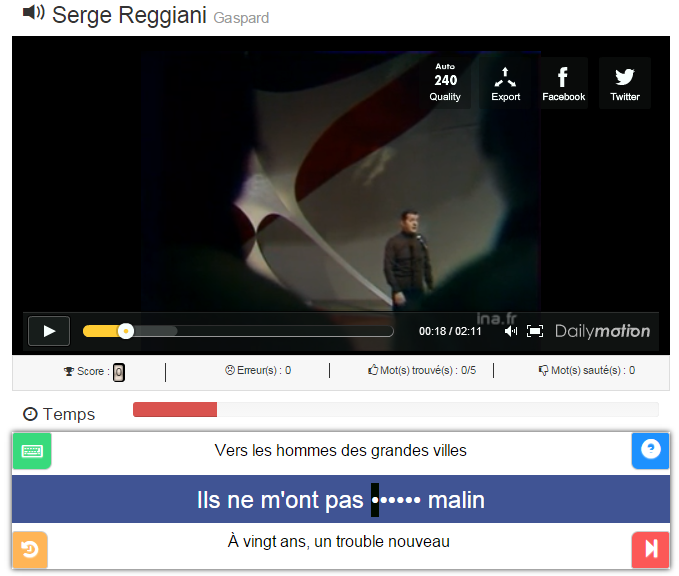 Serge Reggiani Gaspard
Auto
240
Quality
Export
Facebook
Twitter
ina.fr
00:18 / 02:11
Dailymotion
Score : 0
Erreur(s) : 0
Mot(s) trouvé(s) : 0/5
Mot(s) sauté(s) : 0
Temps
Vers les hommes des grandes villes
Ils ne m'ont pas •••••• malin
À vingt ans, un trouble nouveau